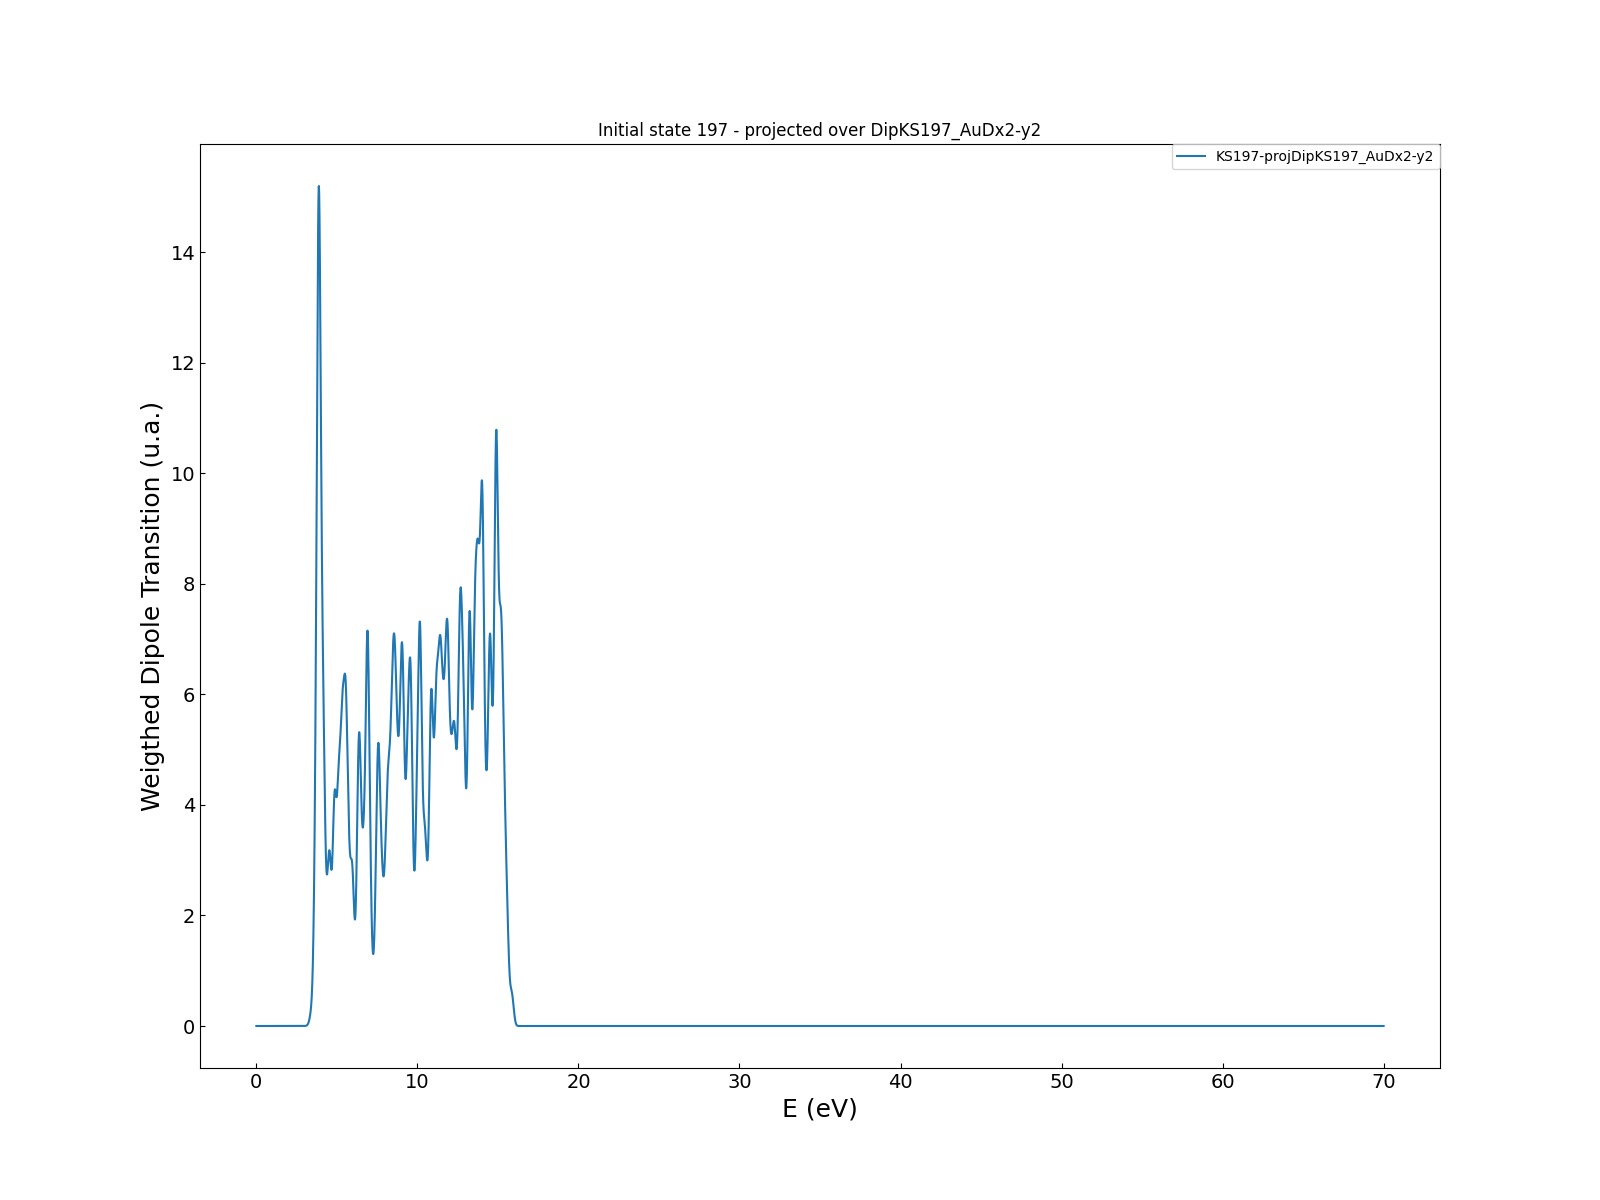 Initial state 197 - projected over DipKS197_AuDx2-y2
KS197-projDipKS197_AuDx2-y2
Weigthed Dipole Transition (u.a.)
14
12
10
8
6
4
2
0
0 10 20 30 40 50 60 70
E (eV)